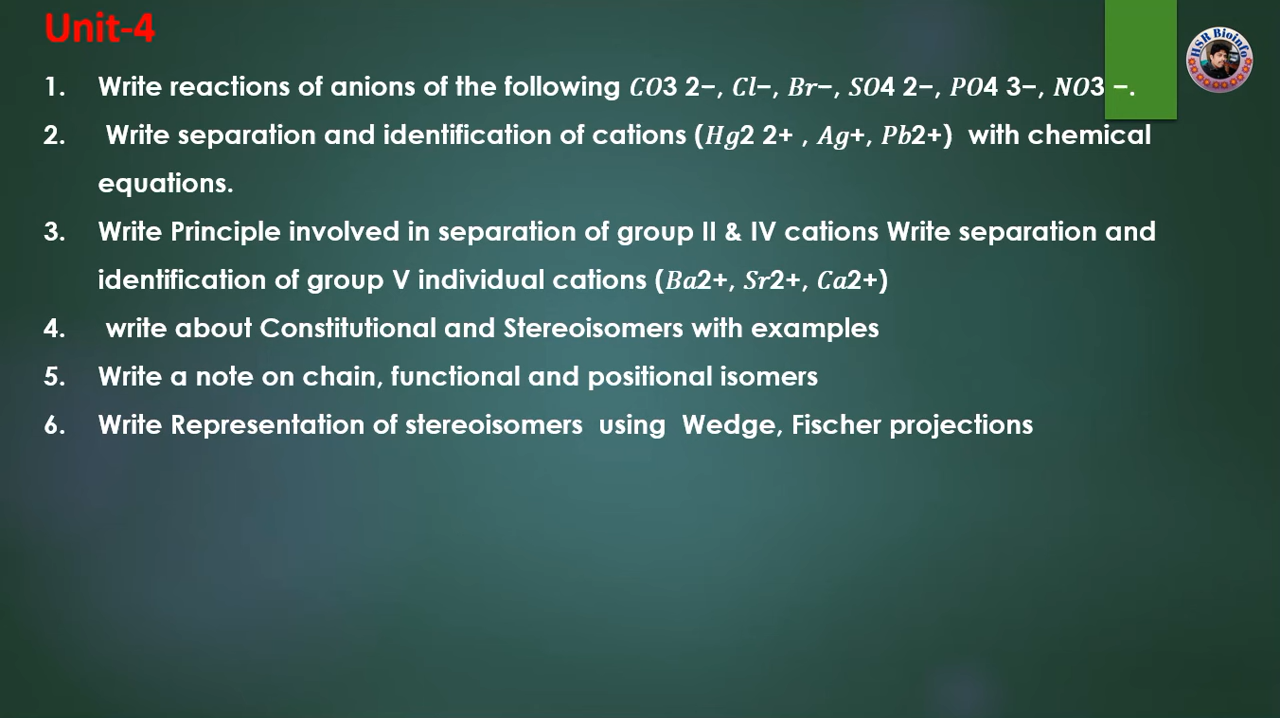 Unit-4
HSR Bioinfo
1. Write reactions of anions of the following CO3 2−, Cl−, Br−, SO4 2−, PO4 3−, NO3 −.
2. Write separation and identification of cations (Hg2 2+ , Ag+, Pb2+) with chemical
equations.
3. Write Principle involved in separation of group II & IV cations Write separation and
identification of group V individual cations (Ba2+, Sr2+, Ca2+)
4. write about Constitutional and Stereoisomers with examples
5. Write a note on chain, functional and positional isomers
6. Write Representation of stereoisomers using Wedge, Fischer projections